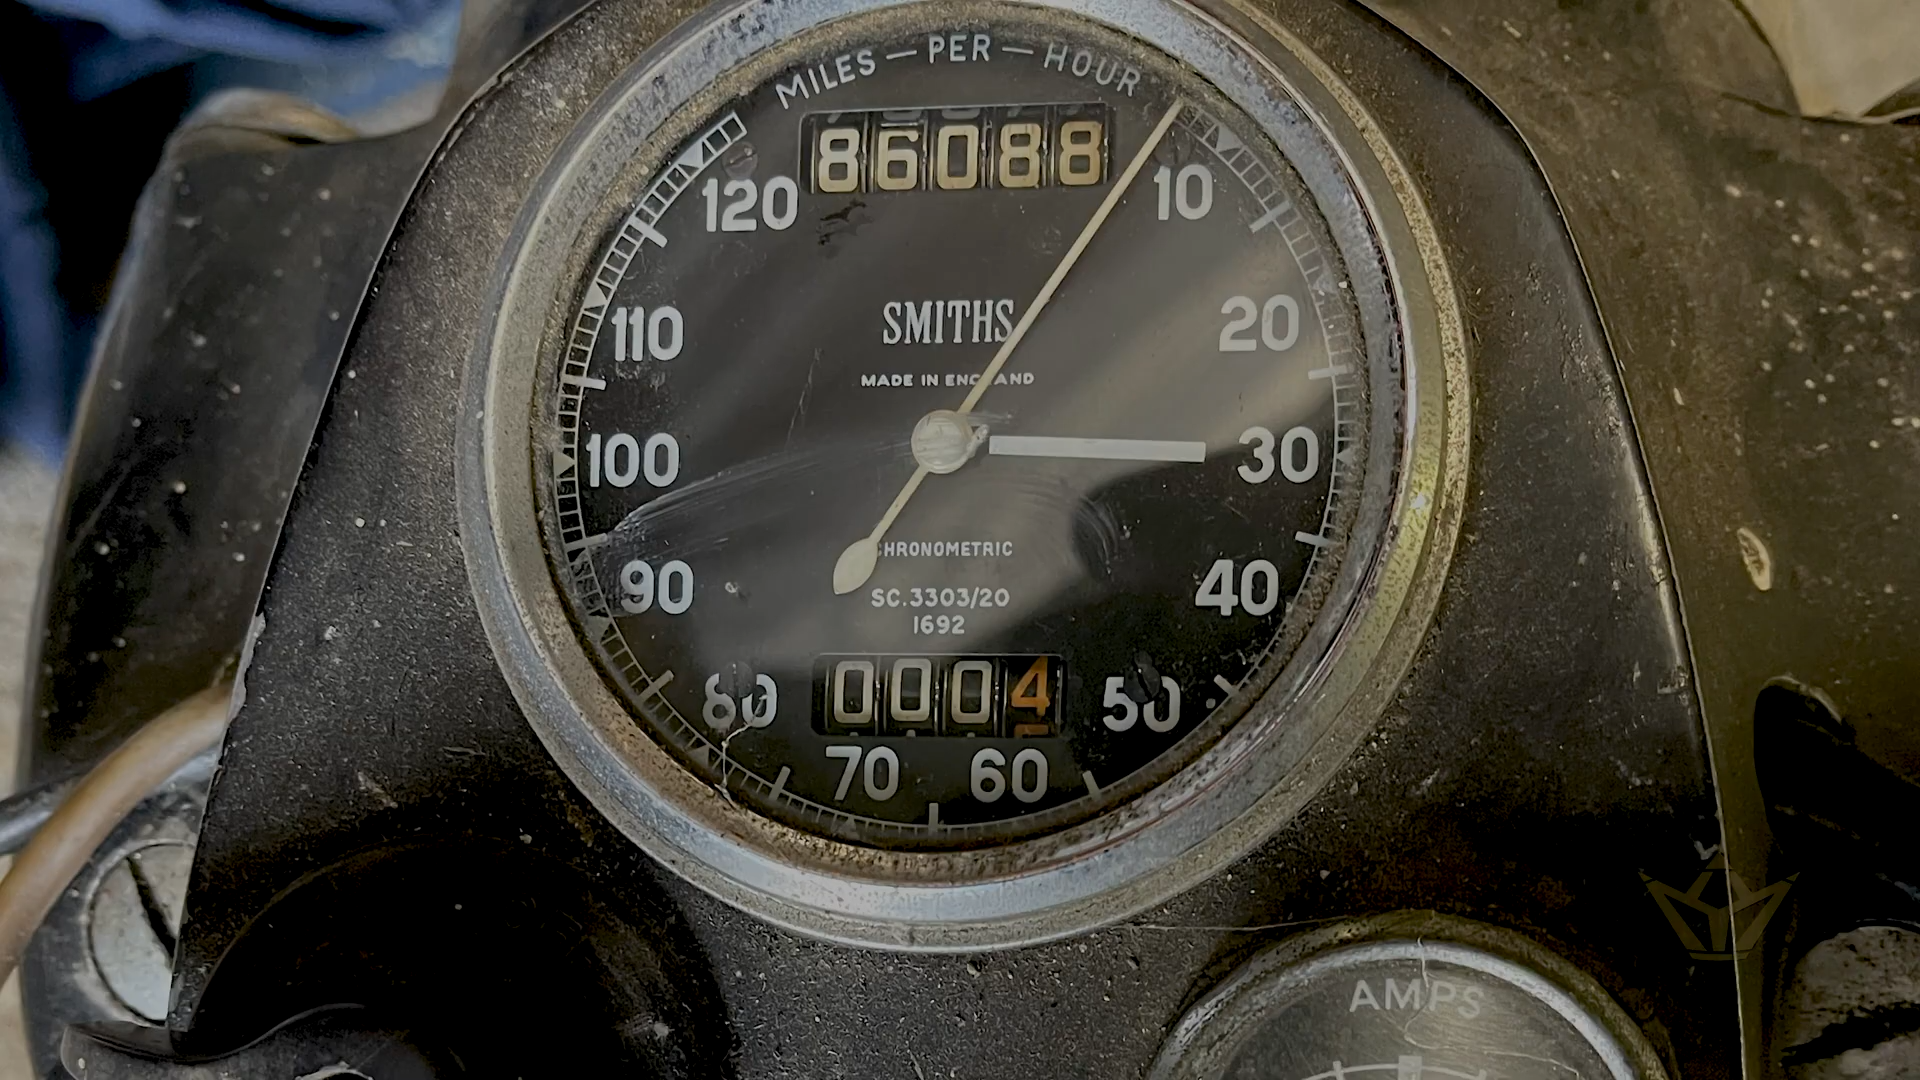 MILES — PER — HOUR
86088
120
10
110
SMITHS
20
MADE IN ENGLAND
100
30
CHRONOMETRIC
90
SC.3303/20
40
1692
80
0004
50
70
60
AMPS